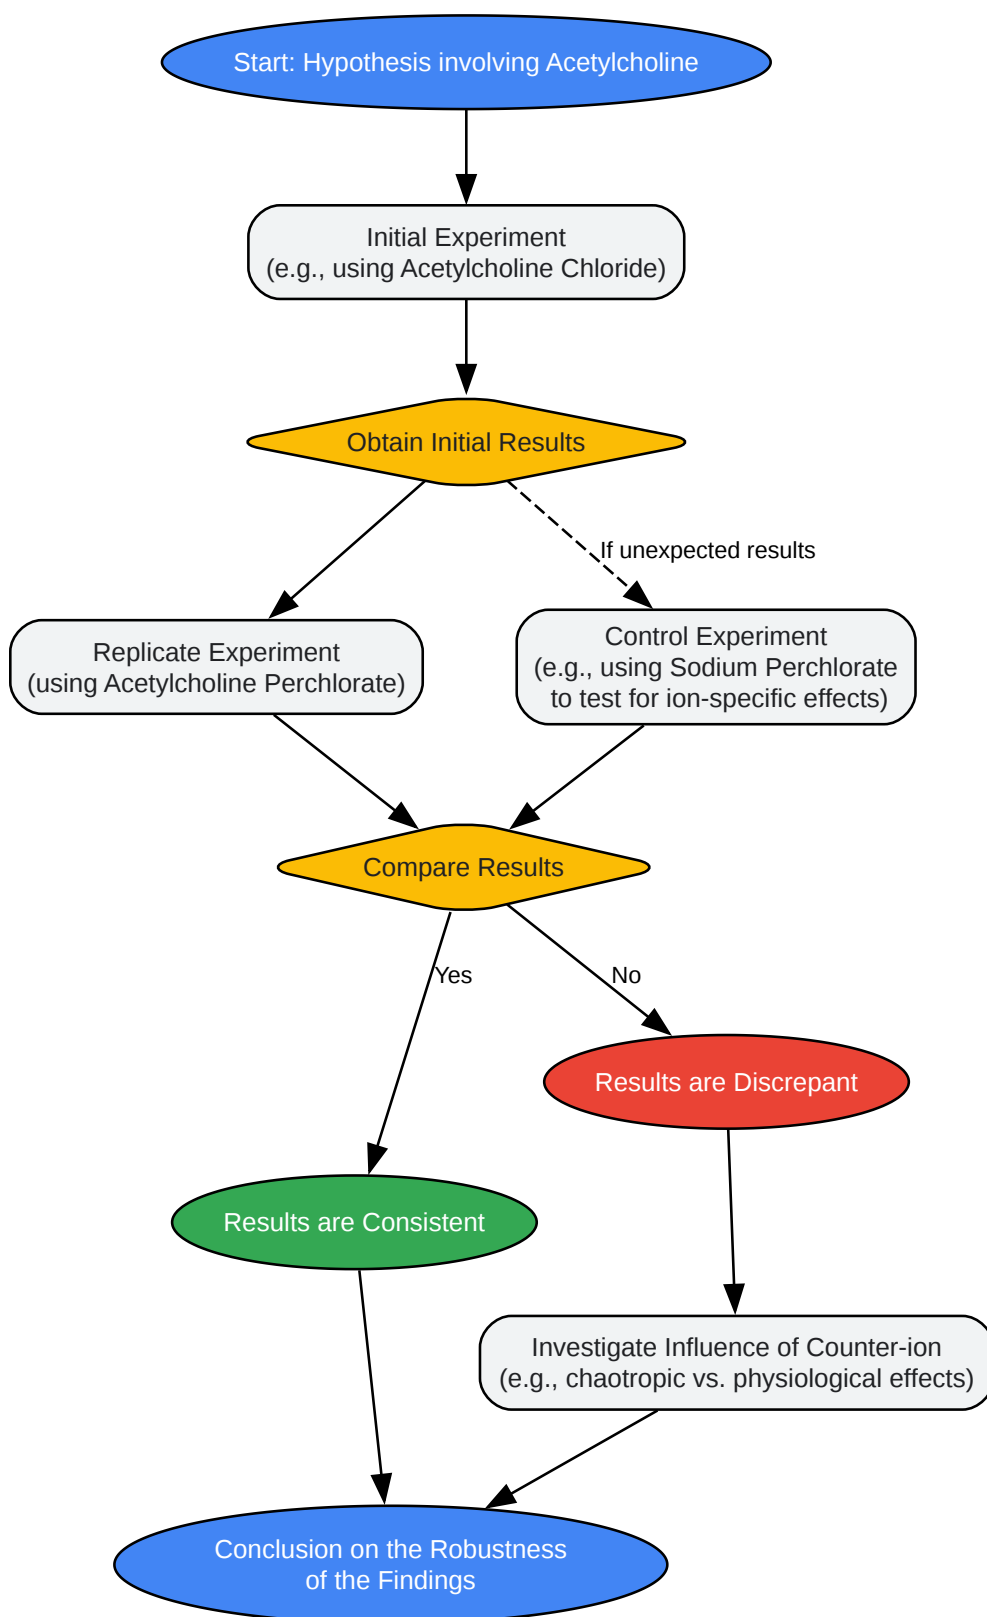 Start: Hypothesis involving Acetylcholine
Initial Experiment
(e.g., using Acetylcholine Chloride)
Obtain Initial Results
If unexpected results
Replicate Experiment
(using Acetylcholine Perchlorate)
Control Experiment
(e.g., using Sodium Perchlorate
to test for ion-specific effects)
Compare Results
Yes
No
Results are Discrepant
Results are Consistent
Investigate Influence of Counter-ion
(e.g., chaotropic vs. physiological effects)
Conclusion on the Robustness
of the Findings